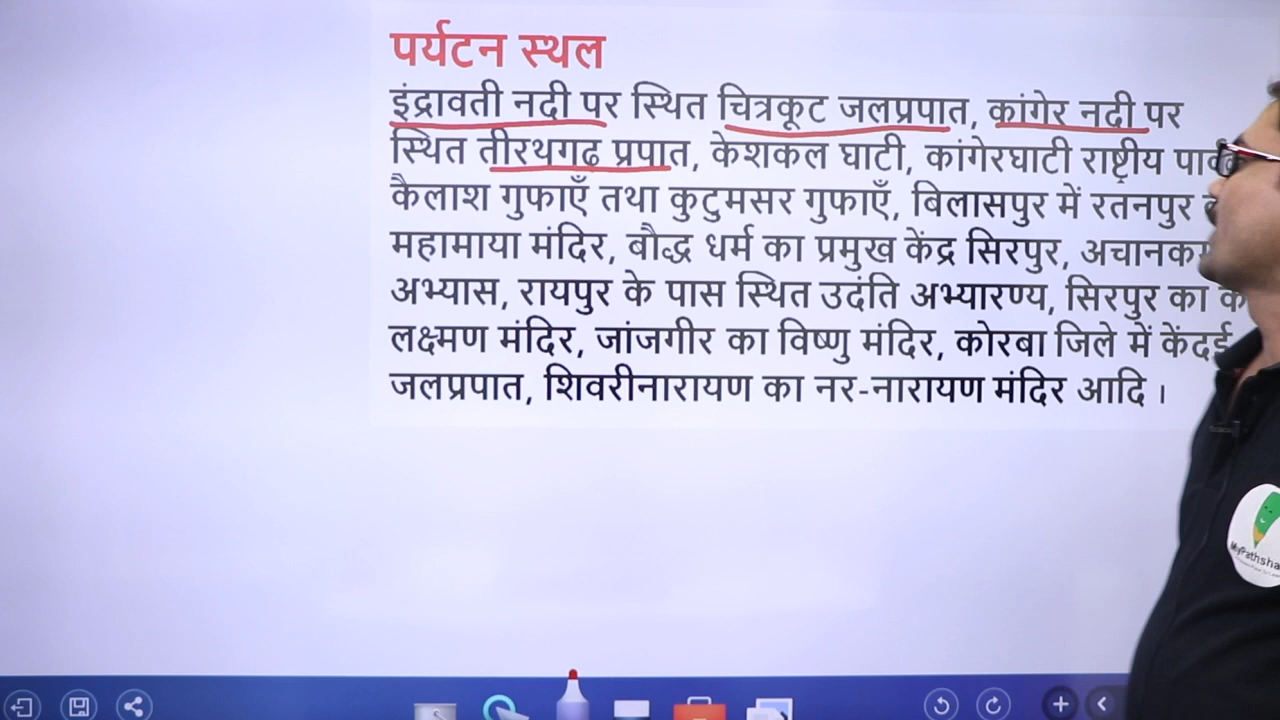 पर्यटन स्थल
इंद्रावती नदी पर स्थित चित्रकूट जलप्रपात, कांगेर नदी पर
स्थित तीरथगढ प्रपात, केशकल घाटी, कांगेरघाटी राष्ट्रीय
कैलाश गुफाएँ तथा कुटुमसर गुफाएँ, विलासपुर में रतनपुर
महामाया मंदिर, बौद्ध धर्म का प्रमुख केंद्र सिरपुर,
अभ्यास, रायपुर के पास स्थित उदंति अभ्यारण्य, सिरपुर का
लक्ष्मण मंदिर, जांजगीर का विष्णु मंदिर, कोरबा जिले में केंदई
जलप्रपात, शिवरीनारायण का नर-नारायण मंदिर आदि ।